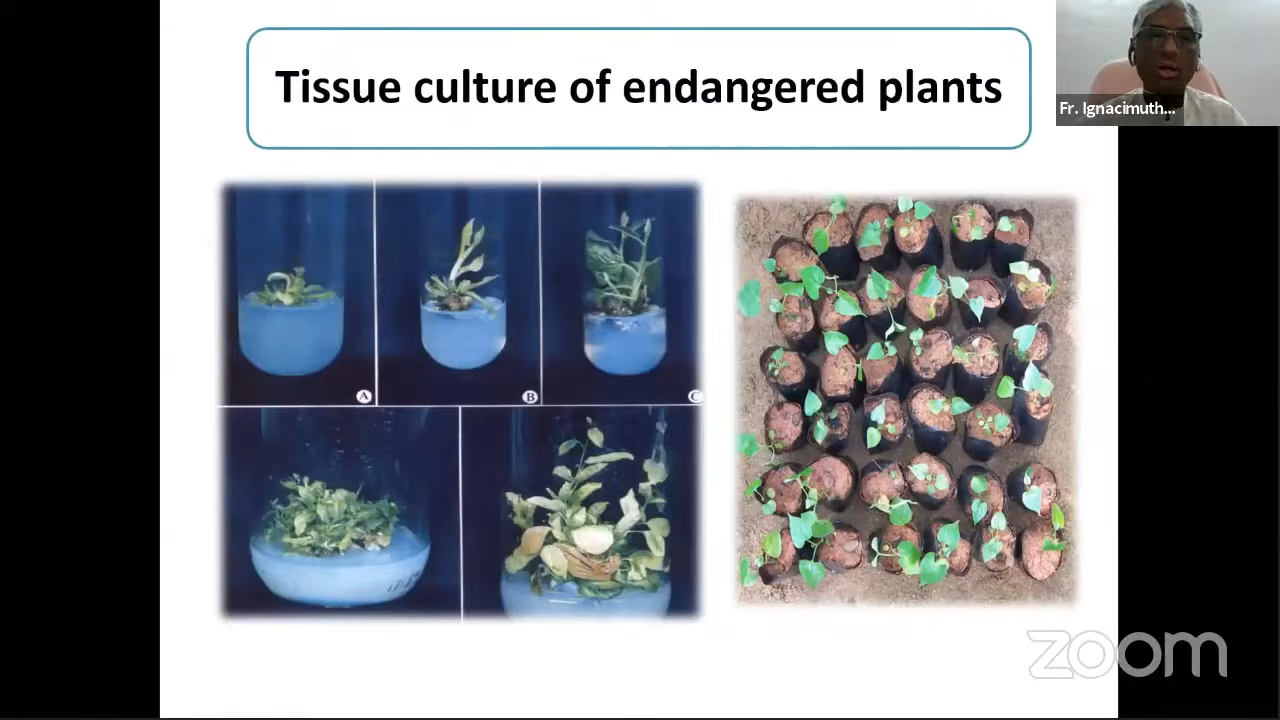 Tissue culture of endangered plants
Fr. Ignacimuth...
A
B
C
zoom